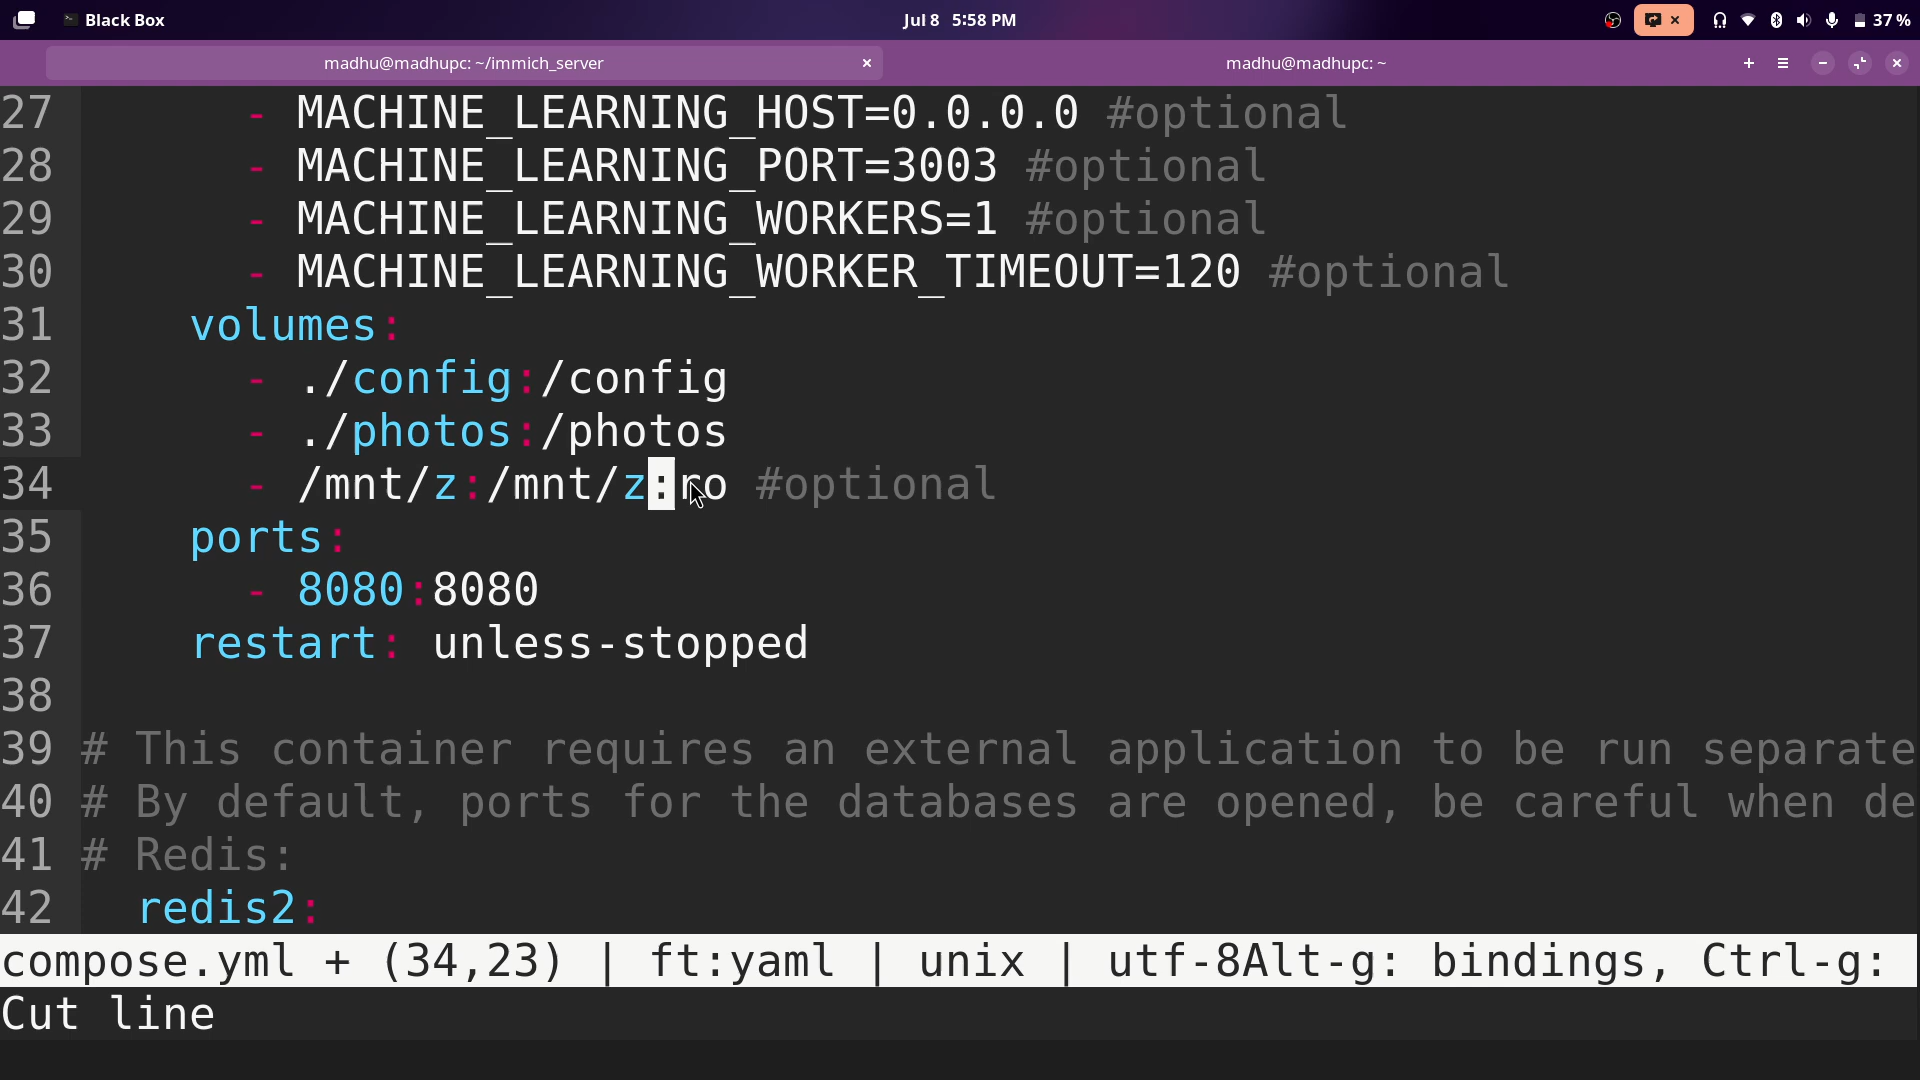 Black Box
Jul 8 5:58 PM
37 %
madhu@madhupc: ~/immich_server
madhu@madhupc: ~
27 - MACHINE_LEARNING_HOST=0.0.0.0 #optional
28 - MACHINE_LEARNING_PORT=3003 #optional
29 - MACHINE_LEARNING_WORKERS=1 #optional
30 - MACHINE_LEARNING_WORKER_TIMEOUT=120 #optional
31 volumes:
32 - ./config:/config
33 - ./photos:/photos
34 - /mnt/z:/mnt/z:ro #optional
35 ports:
36 - 8080:8080
37 restart: unless-stopped
38
39 # This container requires an external application to be run separate
40 # By default, ports for the databases are opened, be careful when de
41 # Redis:
42 redis2:
compose.yml + (34,23) | ft:yaml | unix | utf-8Alt-g: bindings, Ctrl-g:
Cut line